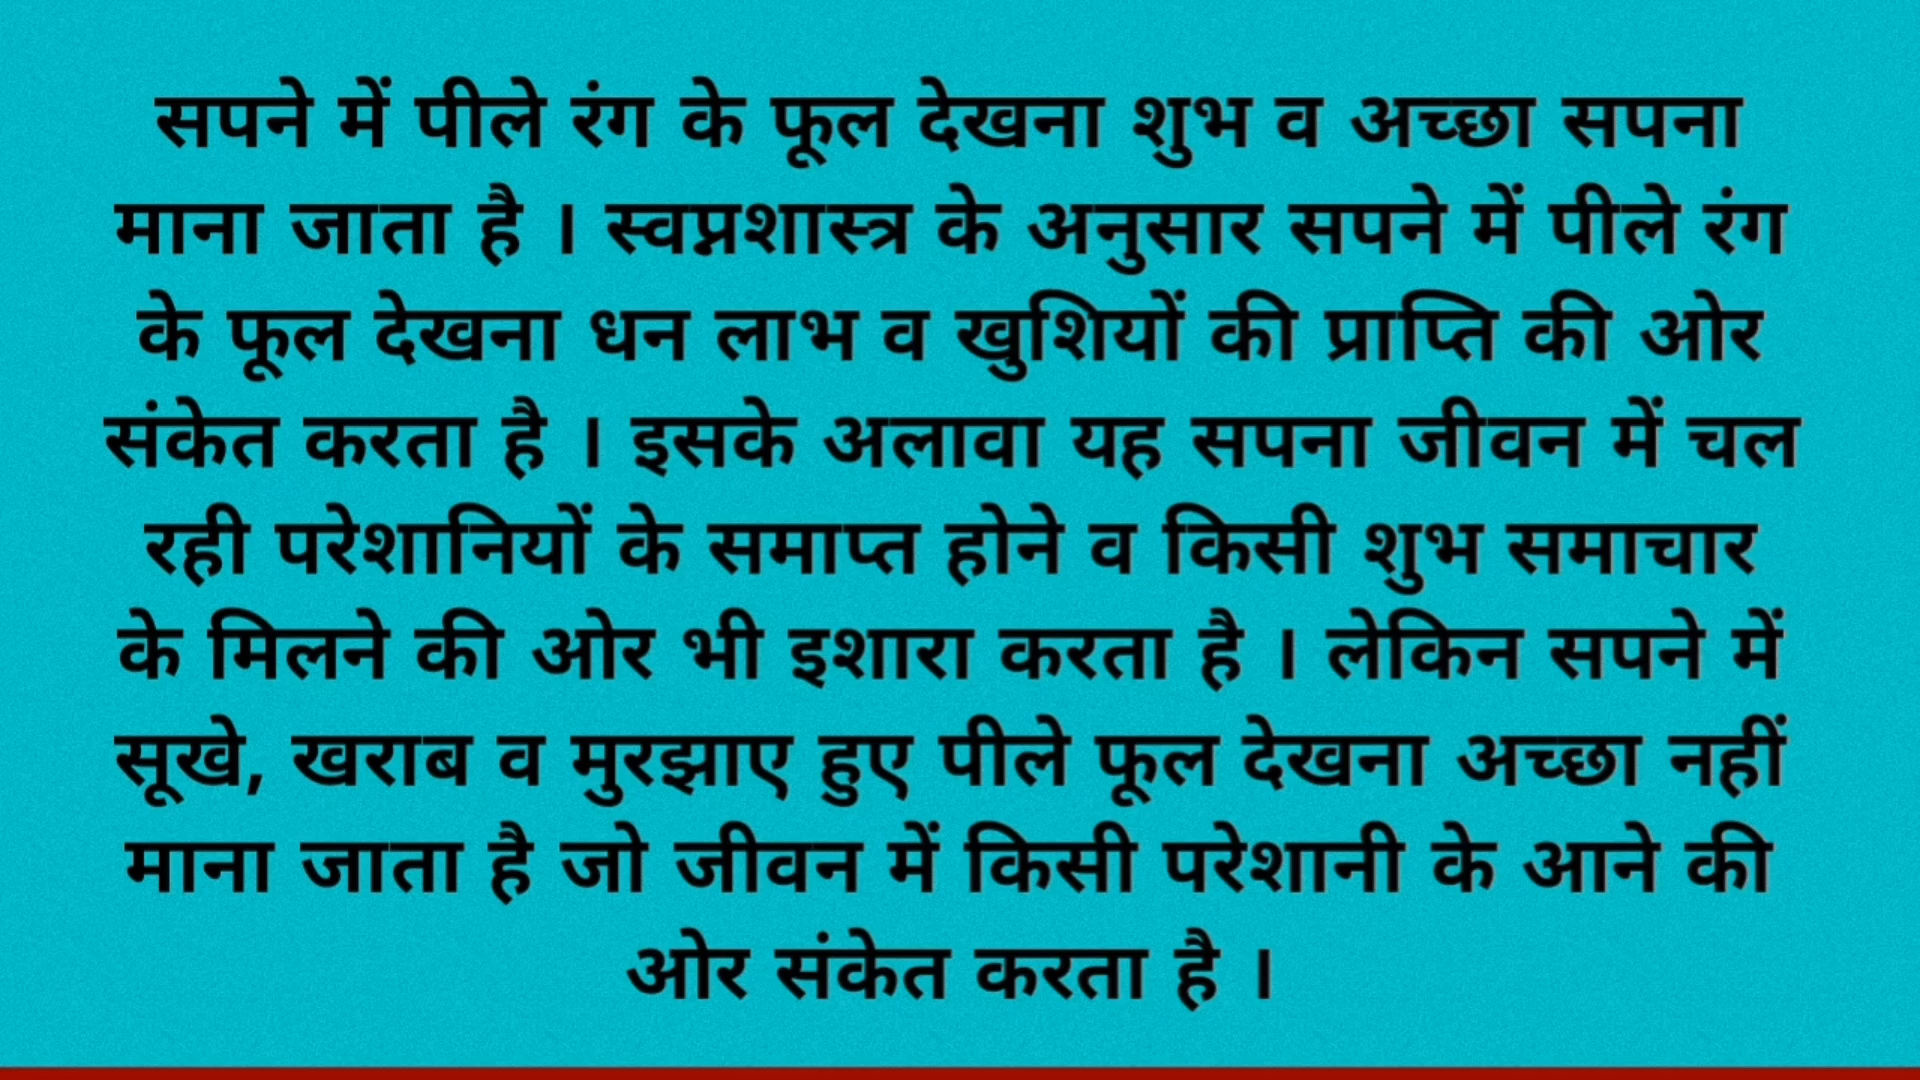 सपने में पीले रंग के फूल देखना शुभ व अच्छा सपना
माना जाता है । स्वप्नशास्त्र के अनुसार सपने में पीले रंग
के फूल देखना धन लाभ व खुशियों की प्राप्ति की ओर
संकेत करता है । इसके अलावा यह सपना जीवन में चल
रही परेशानियों के समाप्त होने व किसी शुभ समाचार
के मिलने की ओर भी इशारा करता है । लेकिन सपने में
सूखे, खराब व मुरझाए हुए पीले फूल देखना अच्छा नहीं
माना जाता है जो जीवन में किसी परेशानी के आने की
ओर संकेत करता है ।